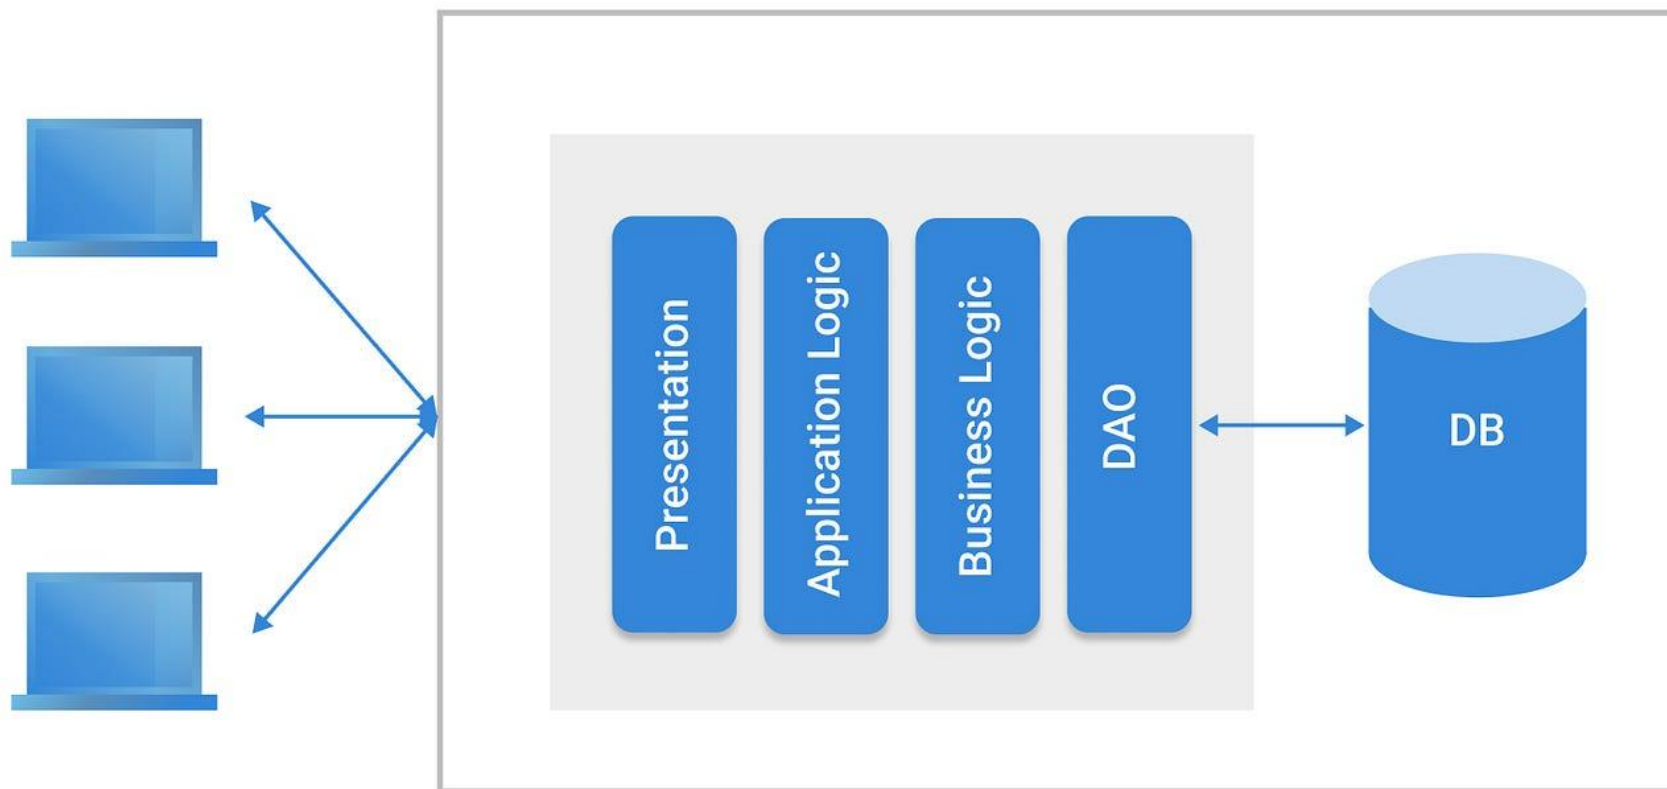 Presentation
Application Logic
Business Logic
DAO
DB